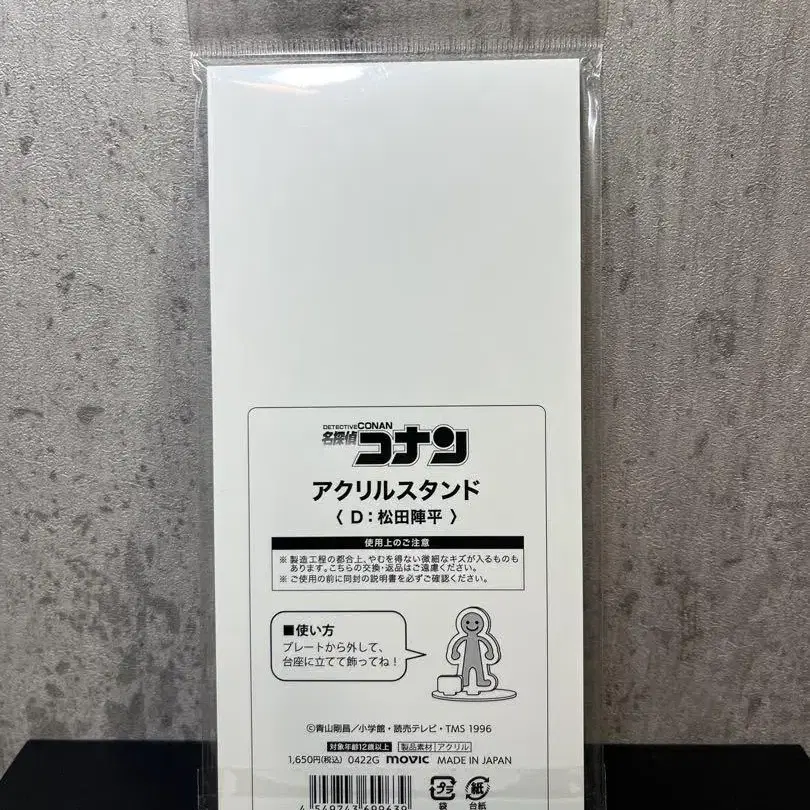 DETECTIVE CONAN
名探偵コナン
アクリルスタンド
〈 D：松田陣平 〉
使用上のご注意
※ 製造工程の都合上、やむを得ない微細なキズが入るものも
あります。こちらの交換・返品はご遠慮ください。
※ ご使用の前に同封の説明書を必ずご確認ください。
■使い方
プレートから外して、
台座に立てて飾ってね！
©青山剛昌／小学館・読売テレビ・TMS 1996
対象年齢12歳以上 製品素材 アクリル
1,650円(税込) 0422G movic MADE IN JAPAN
4 549743 699639
プラ 紙
袋 台紙